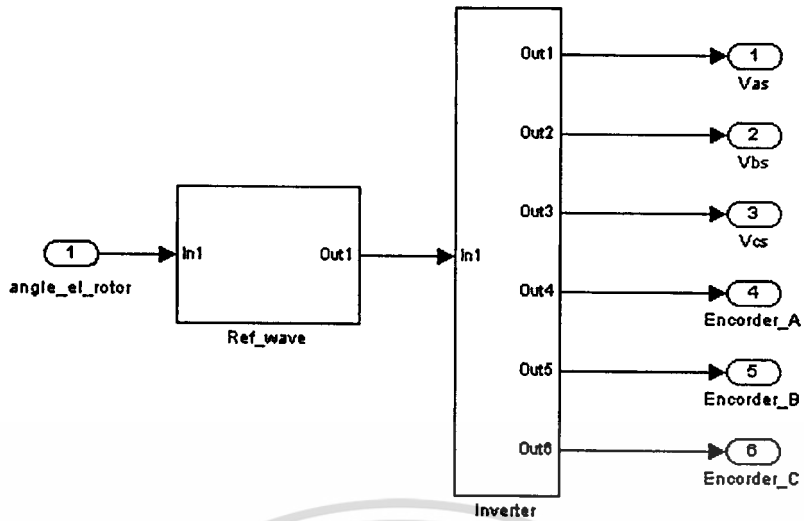 Out1
1
Vas
Out2
2
Vbs
Out3
3
Vcs
1
In1
Out1
In1
angle_el_rotor
Ref_wave
Out4
4
Encorder_A
Out5
5
Encorder_B
Out6
6
Encorder_C
Inverter